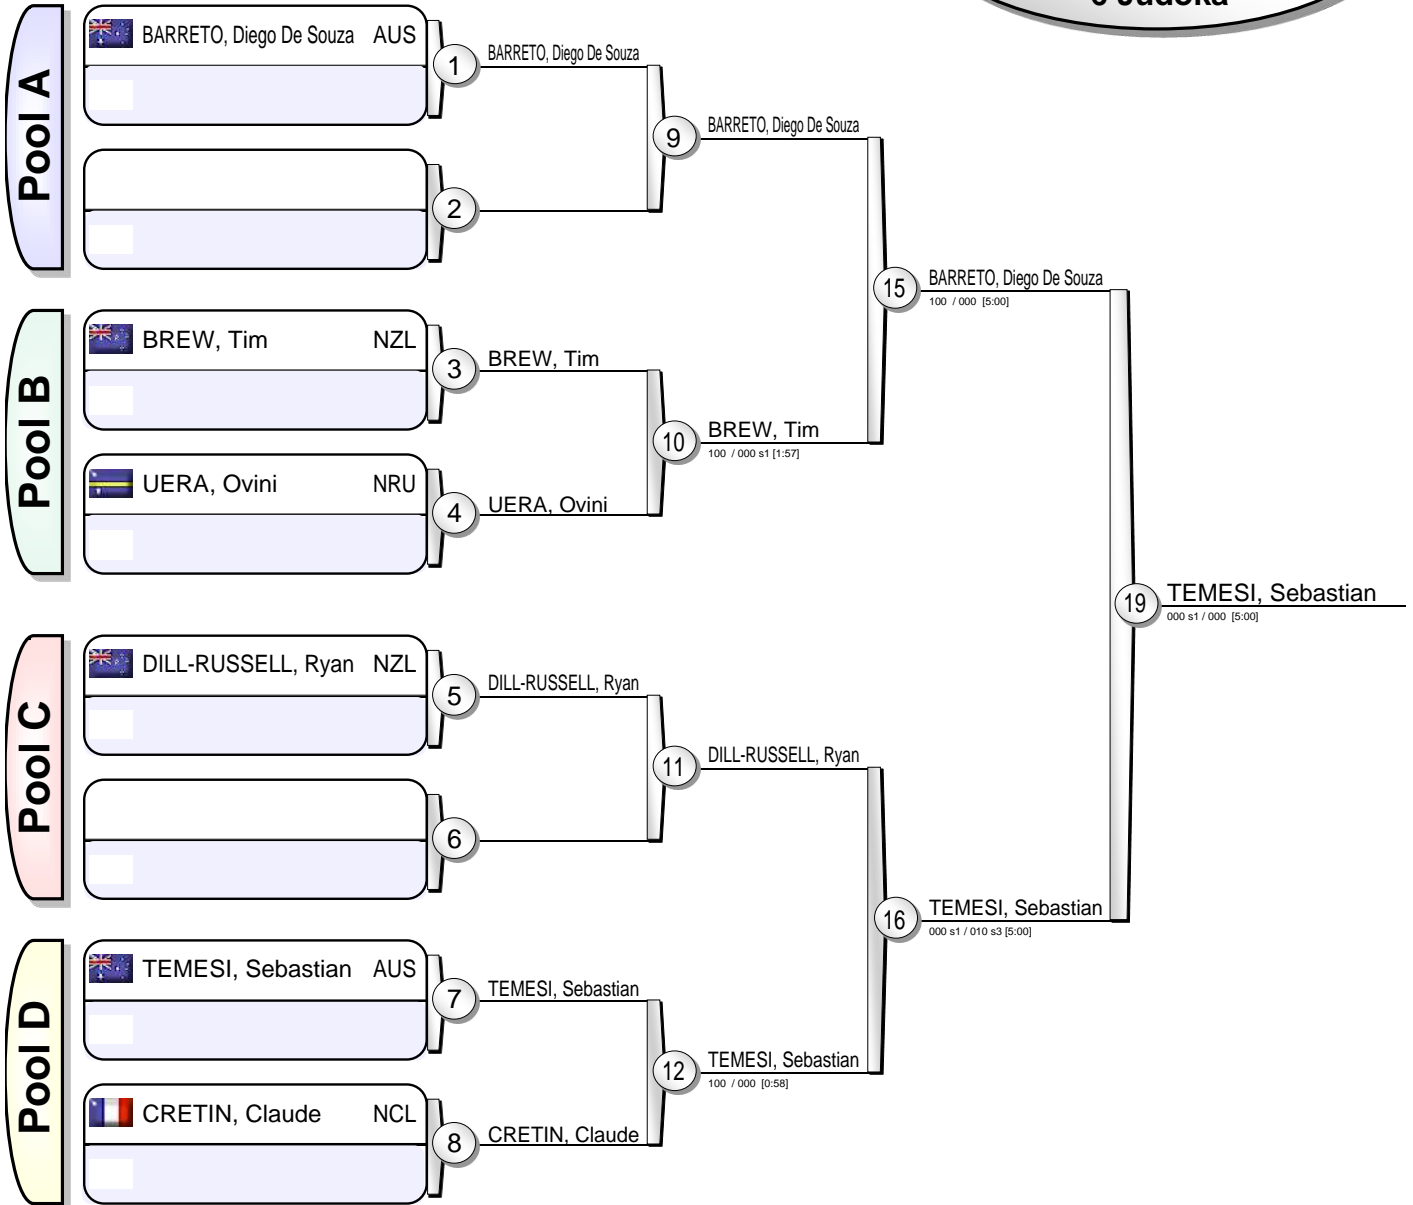 6 Judoka
Pool A
BARRETO, Diego De Souza AUS
1
BARRETO, Diego De Souza
2
9
BARRETO, Diego De Souza
Pool B
BREW, Tim NZL
3
BREW, Tim
UERA, Ovini NRU
4
UERA, Ovini
10
BREW, Tim
100 / 000 s1 [1:57]
15
BARRETO, Diego De Souza
100 / 000 [5:00]
Pool C
DILL-RUSSELL, Ryan NZL
5
DILL-RUSSELL, Ryan
6
11
DILL-RUSSELL, Ryan
Pool D
TEMESI, Sebastian AUS
7
TEMESI, Sebastian
CRETIN, Claude NCL
8
CRETIN, Claude
12
TEMESI, Sebastian
100 / 000 [0:58]
16
TEMESI, Sebastian
000 s1 / 010 s3 [5:00]
19
TEMESI, Sebastian
000 s1 / 000 [5:00]